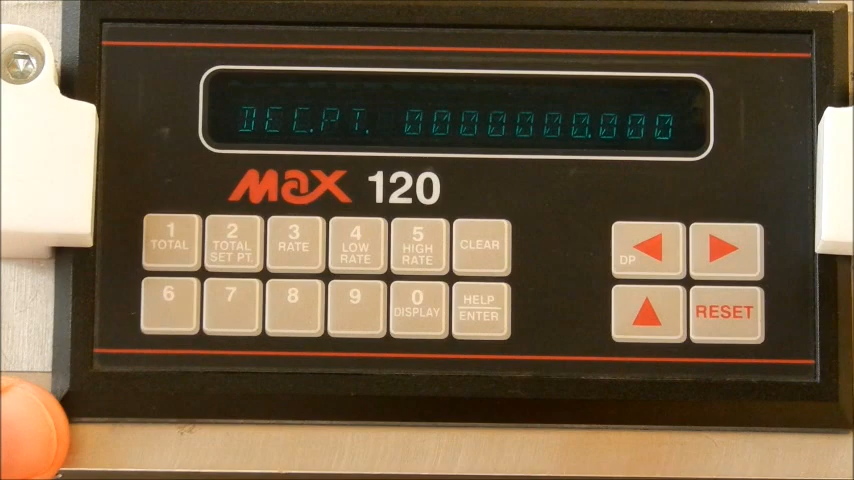 DEC.PT. 0000000.000
MAX 120
1 TOTAL
2 TOTAL SET PT.
3 RATE
4 LOW RATE
5 HIGH RATE
CLEAR
DP
6
7
8
9
0 DISPLAY
HELP ENTER
RESET